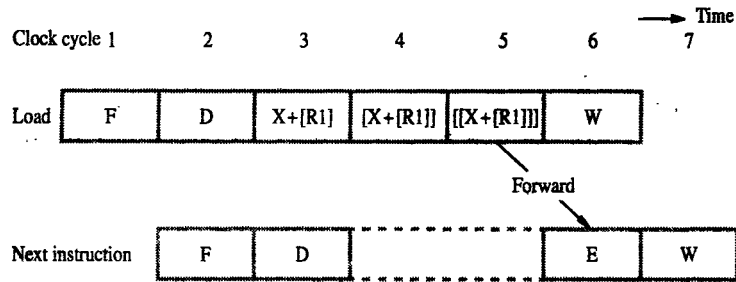 Time
Clock cycle 1 2 3 4 5 6 7
Load F D X+[R1] [X+[R1]] [[X+[R1]]] W
Forward
Next instruction F D E W